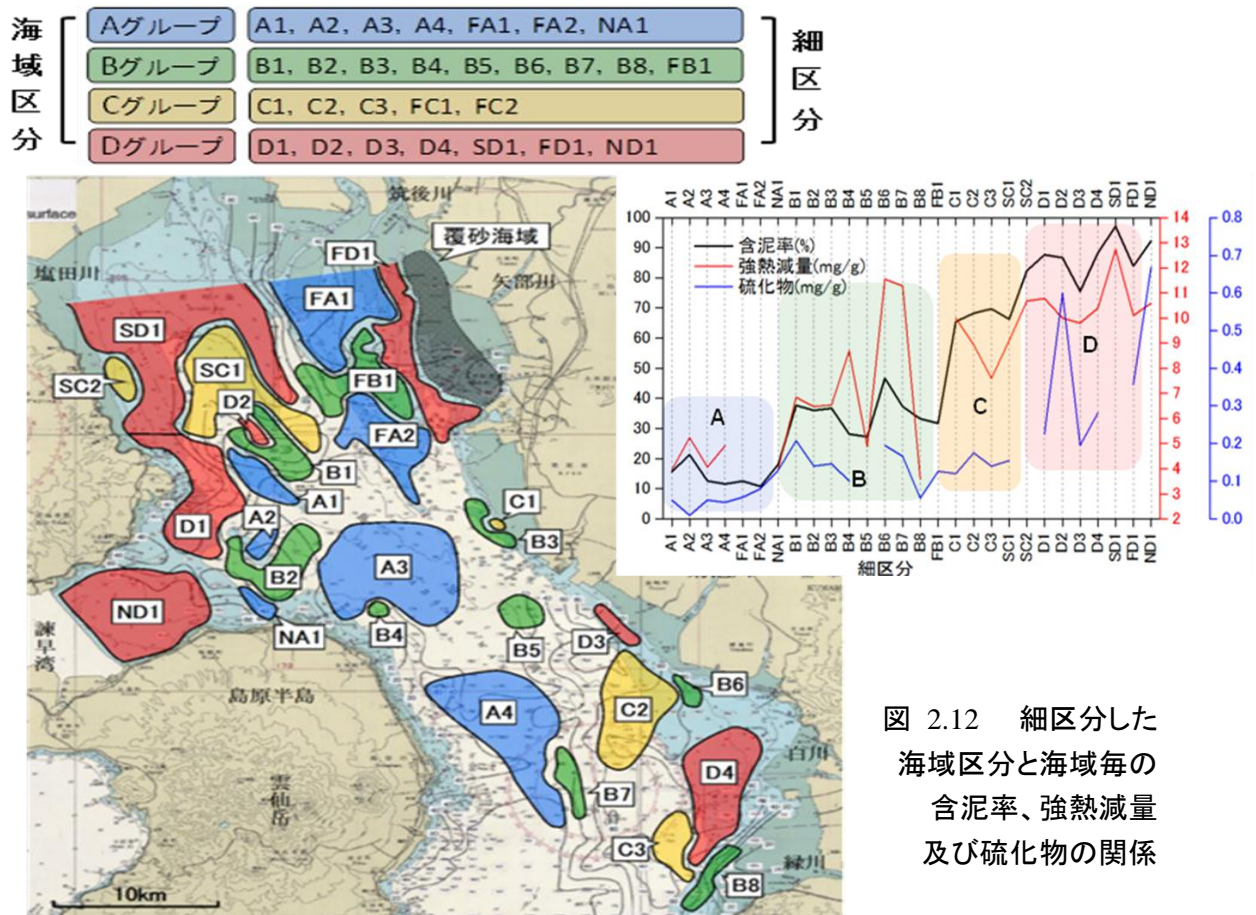 海域区分
Aグループ
A1, A2, A3, A4, FA1, FA2, NA1
Bグループ
B1, B2, B3, B4, B5, B6, B7, B8, FB1
Cグループ
C1, C2, C3, FC1, FC2
Dグループ
D1, D2, D3, D4, SD1, FD1, ND1
細区分
surface
筑後川
覆砂海域
塩田川
矢部川
FD1
FA1
SD1
SC1
SC2
FB1
D2
FA2
B1
A1
C1
A2
D1
B3
B2
A3
ND1
NA1
B4
B5
D3
諫早湾
島原半島
B6
A4
C2
白川
D4
雲仙岳
B7
C3
緑川
B8
10km
A1 A2 A3 A4 FA1 FA2 NA1 B1 B2 B3 B4 B5 B6 B7 B8 FB1 C1 C2 C3 SC1 SC2 D1 D2 D3 D4 SD1 FD1 ND1
100 90 80 70 60 50 40 30 20 10 0
含泥率(%)
強熱減量(mg/g)
硫化物(mg/g)
A
B
C
D
14 13 12 11 10 9 8 7 6 5 4 3 2
0.8 0.7 0.6 0.5 0.4 0.3 0.2 0.1 0.0
A1 A2 A3 A4 FA1 FA2 NA1 B1 B2 B3 B4 B5 B6 B7 B8 FB1 C1 C2 C3 SC1 SC2 D1 D2 D3 D4 SD1 FD1 ND1
細区分
図 2.12 細区分した
海域区分と海域毎の
含泥率、強熱減量
及び硫化物の関係